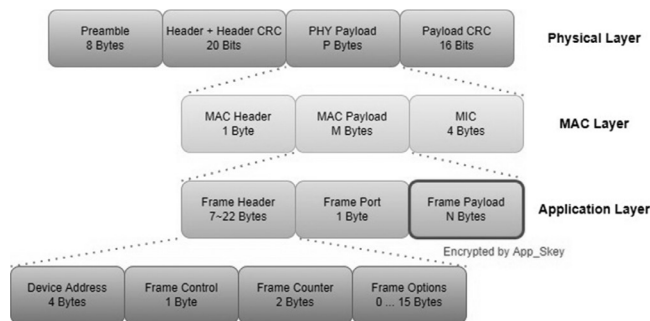 Preamble
8 Bytes
Header + Header CRC
20 Bits
PHY Payload
P Bytes
Payload CRC
16 Bits
Physical Layer
MAC Header
1 Byte
MAC Payload
M Bytes
MIC
4 Bytes
MAC Layer
Frame Header
7~22 Bytes
Frame Port
1 Byte
Frame Payload
N Bytes
Application Layer
Encrypted by App_Skey
Device Address
4 Bytes
Frame Control
1 Byte
Frame Counter
2 Bytes
Frame Options
0 ... 15 Bytes